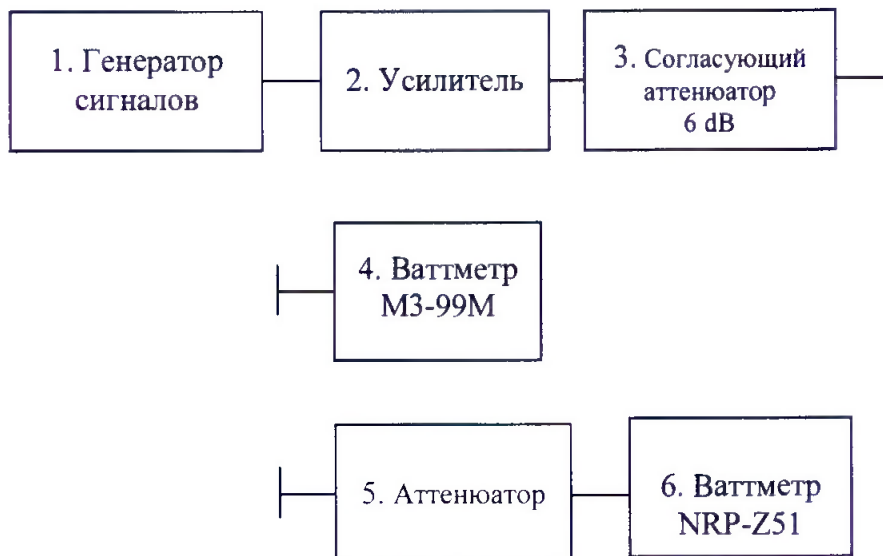 1. Генератор
сигналов
2. Усилитель
3. Согласующий
аттенюатор
6 dB
4. Ваттметр
М3-99М
5. Аттенюатор
6. Ваттметр
NRP-Z51